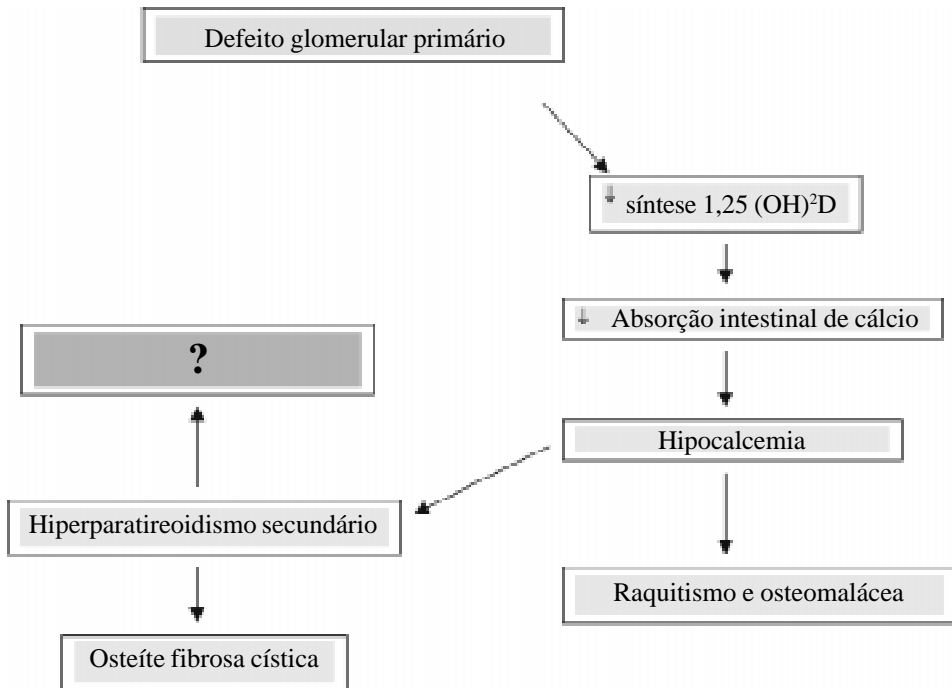 Defeito glomerular primário
síntese 1,25 (OH)²D
Absorção intestinal de cálcio
?
Hipocalcemia
Hiperparatireoidismo secundário
Raquitismo e osteomalácea
Osteíte fibrosa cística